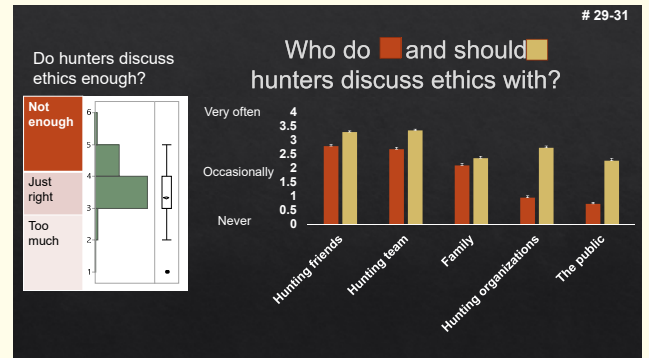 # 29-31
Do hunters discuss
ethics enough?
Who do and should
hunters discuss ethics with?
Not
enough
Just
right
Too
much
6
5
4
3
2
1
Very often
Occasionally
Never
4
3.5
3
2.5
2
1.5
1
0.5
0
Hunting friends
Hunting team
Family
Hunting organizations
The public